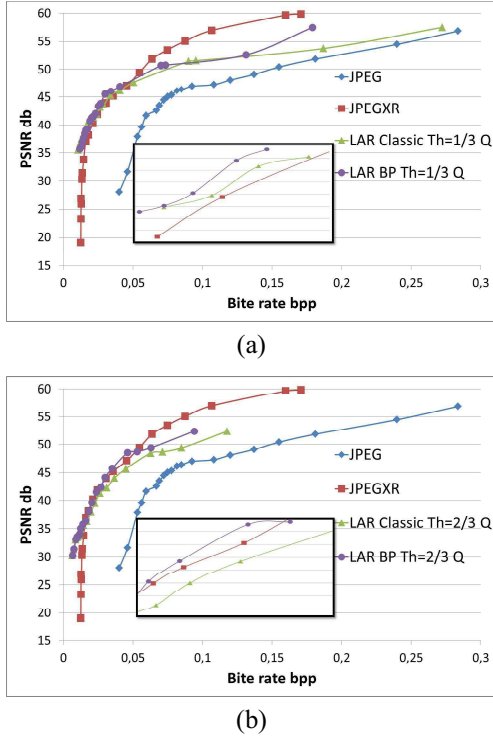 60
55
50
45
40
35
30
25
20
15
PSNR db
0
0,05
0,1
0,15
0,2
0,25
0,3
Bite rate bpp
JPEG
JPEGXR
LAR Classic Th=1/3 Q
LAR BP Th=1/3 Q
(a)
60
55
50
45
40
35
30
25
20
15
PSNR db
0
0,05
0,1
0,15
0,2
0,25
0,3
Bite rate bpp
JPEG
JPEGXR
LAR Classic Th=2/3 Q
LAR BP Th=2/3 Q
(b)